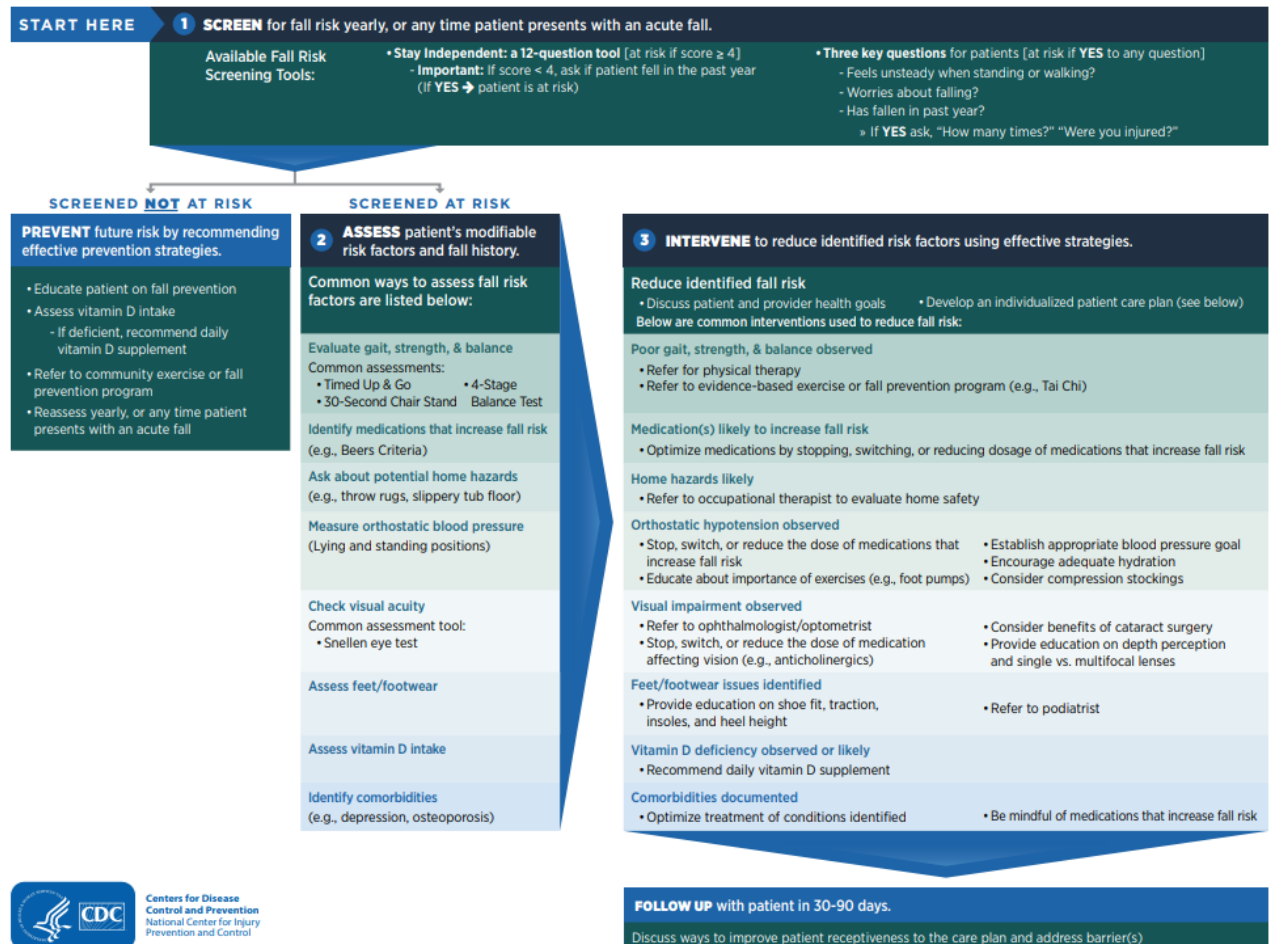 START HERE
1 SCREEN for fall risk yearly, or any time patient presents with an acute fall.
Available Fall Risk
Screening Tools:
• Stay Independent: a 12-question tool [at risk if score ≥ 4]
- Important: If score < 4, ask if patient fell in the past year
(If YES → patient is at risk)
• Three key questions for patients [at risk if YES to any question]
- Feels unsteady when standing or walking?
- Worries about falling?
- Has fallen in past year?
» If YES ask, “How many times?” “Were you injured?”
SCREENED NOT AT RISK
PREVENT future risk by recommending
effective prevention strategies.
• Educate patient on fall prevention
• Assess vitamin D intake
- If deficient, recommend daily
vitamin D supplement
• Refer to community exercise or fall
prevention program
• Reassess yearly, or any time patient
presents with an acute fall
SCREENED AT RISK
2 ASSESS patient's modifiable
risk factors and fall history.
Common ways to assess fall risk
factors are listed below:
Evaluate gait, strength, & balance
Common assessments:
• Timed Up & Go
• 30-Second Chair Stand
• 4-Stage
Balance Test
Identify medications that increase fall risk
(e.g., Beers Criteria)
Ask about potential home hazards
(e.g., throw rugs, slippery tub floor)
Measure orthostatic blood pressure
(Lying and standing positions)
Check visual acuity
Common assessment tool:
• Snellen eye test
Assess feet/footwear
Assess vitamin D intake
Identify comorbidities
(e.g., depression, osteoporosis)
3 INTERVENE to reduce identified risk factors using effective strategies.
Reduce identified fall risk
• Discuss patient and provider health goals
• Develop an individualized patient care plan (see below)
Below are common interventions used to reduce fall risk:
Poor gait, strength, & balance observed
• Refer for physical therapy
• Refer to evidence-based exercise or fall prevention program (e.g., Tai Chi)
Medication(s) likely to increase fall risk
• Optimize medications by stopping, switching, or reducing dosage of medications that increase fall risk
Home hazards likely
• Refer to occupational therapist to evaluate home safety
Orthostatic hypotension observed
• Stop, switch, or reduce the dose of medications that
increase fall risk
• Educate about importance of exercises (e.g., foot pumps)
• Establish appropriate blood pressure goal
• Encourage adequate hydration
• Consider compression stockings
Visual impairment observed
• Refer to ophthalmologist/optometrist
• Stop, switch, or reduce the dose of medication
affecting vision (e.g., anticholinergics)
• Consider benefits of cataract surgery
• Provide education on depth perception
and single vs. multifocal lenses
Feet/footwear issues identified
• Provide education on shoe fit, traction,
insoles, and heel height
• Refer to podiatrist
Vitamin D deficiency observed or likely
• Recommend daily vitamin D supplement
Comorbidities documented
• Optimize treatment of conditions identified
• Be mindful of medications that increase fall risk
FOLLOW UP with patient in 30-90 days.
Discuss ways to improve patient receptiveness to the care plan and address barrier(s)
CDC
Centers for Disease
Control and Prevention
National Center for Injury
Prevention and Control